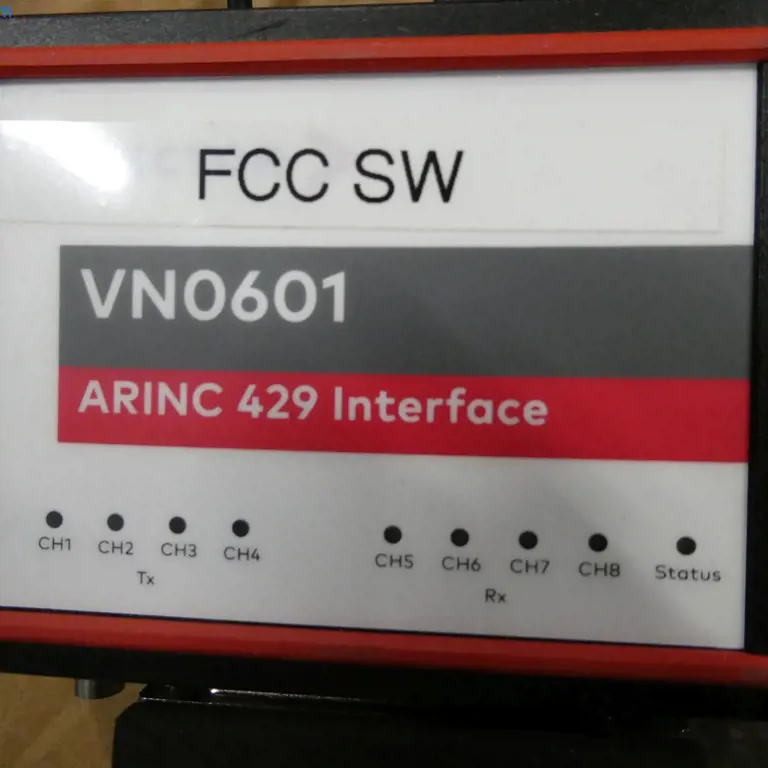 FCC SW
VN0601
ARINC 429 Interface
CH1 CH2 CH3 CH4 CH5 CH6 CH7 CH8 Status
Tx Rx